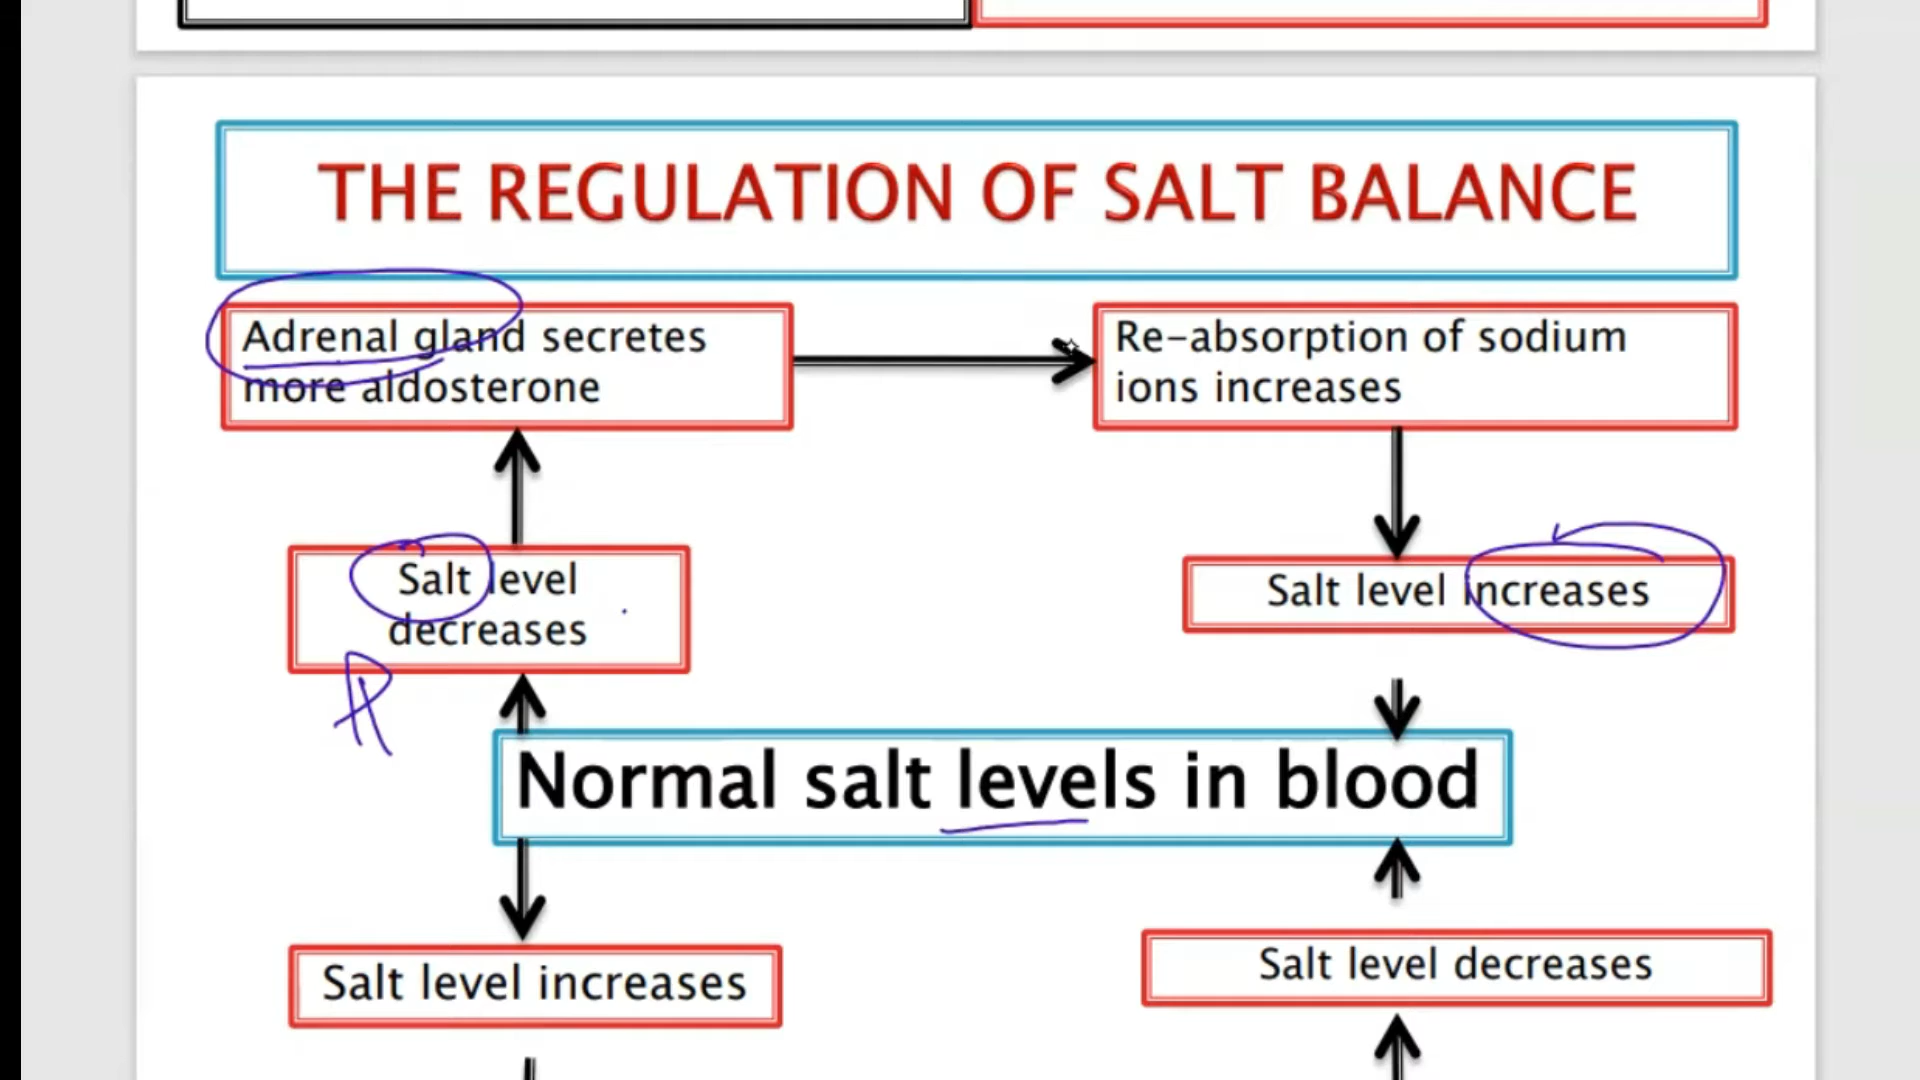 THE REGULATION OF SALT BALANCE
Adrenal gland secretes
more aldosterone
Re-absorption of sodium
ions increases
Salt level
decreases
Salt level increases
Normal salt levels in blood
Salt level increases
Salt level decreases